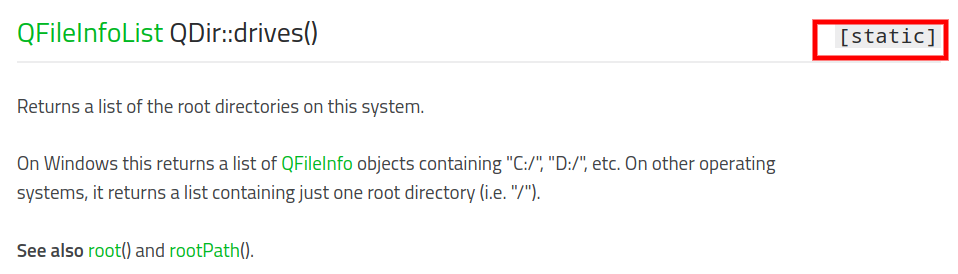 QFileInfoList QDir::drives() [static]
Returns a list of the root directories on this system.
On Windows this returns a list of QFileInfo objects containing "C:/", "D:/", etc. On other operating
systems, it returns a list containing just one root directory (i.e. "/").
See also root() and rootPath().